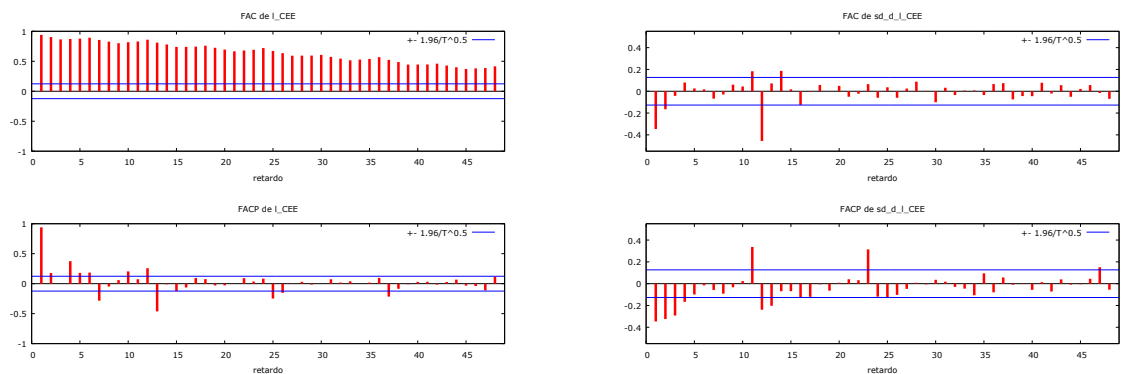 FAC de l_CEE
+- 1.96/T^0.5
1
0.5
0
-0.5
-1
0 5 10 15 20 25 30 35 40 45
retardo
FACP de l_CEE
+- 1.96/T^0.5
1
0.5
0
-0.5
-1
0 5 10 15 20 25 30 35 40 45
retardo
FAC de sd_d_l_CEE
+- 1.96/T^0.5
0.4
0.2
0
-0.2
-0.4
0 5 10 15 20 25 30 35 40 45
retardo
FACP de sd_d_l_CEE
+- 1.96/T^0.5
0.4
0.2
0
-0.2
-0.4
0 5 10 15 20 25 30 35 40 45
retardo